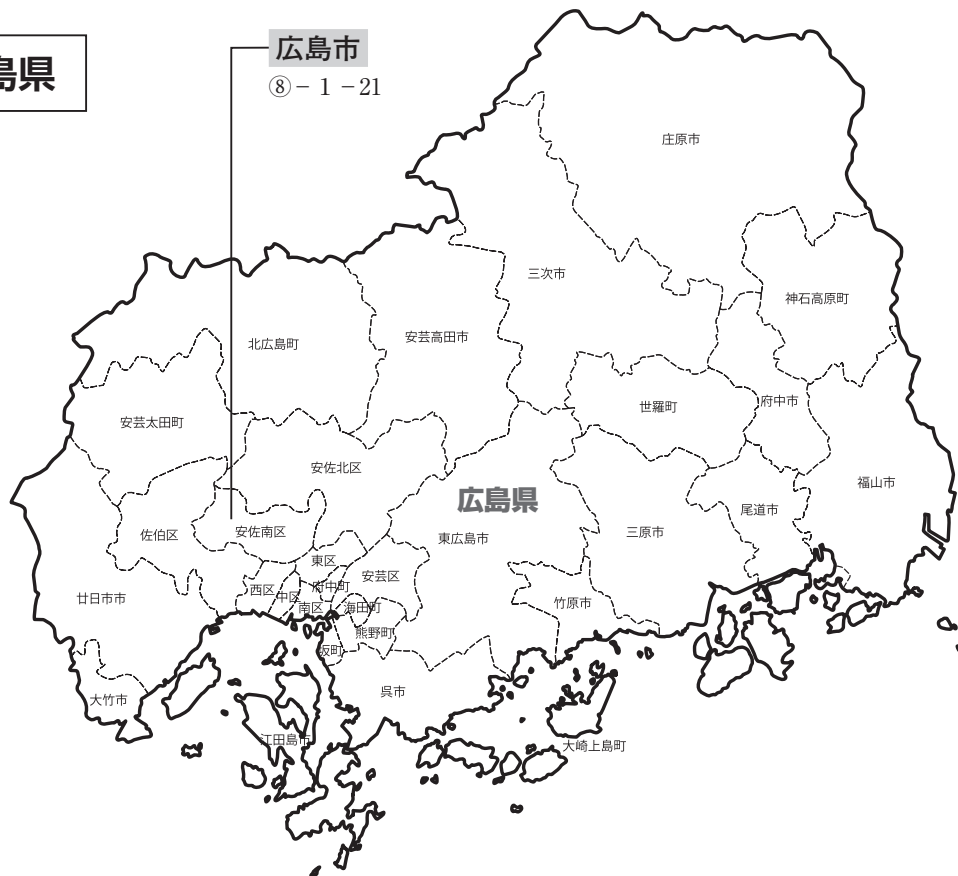 島県
広島市
⑧－１－21
庄原市
三次市
神石高原町
安芸高田市
北広島町
世羅町
府中市
安芸太田町
安佐北区
広島県
福山市
尾道市
安佐南区
佐伯区
東広島市
三原市
東区
安芸区
府中町
西区
中区
廿日市市
南区
海田町
竹原市
熊野町
坂町
大竹市
呉市
江田島市
大崎上島町